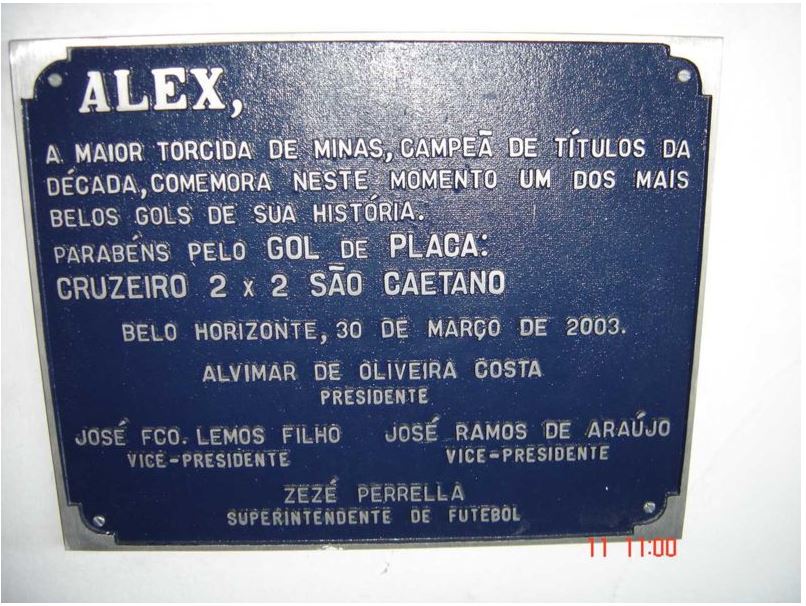 ALEX,
A MAIOR TORCIDA DE MINAS, CAMPEÃ DE TÍTULOS DA
DÉCADA, COMEMORA NESTE MOMENTO UM DOS MAIS
BELOS GOLS DE SUA HISTÓRIA.
PARABÉNS PELO GOL DE PLACA:
CRUZEIRO 2 x 2 SÃO CAETANO
BELO HORIZONTE, 30 DE MARÇO DE 2003.
ALVIMAR DE OLIVEIRA COSTA
PRESIDENTE
JOSÉ FCO. LEMOS FILHO JOSÉ RAMOS DE ARAÚJO
VICE-PRESIDENTE VICE-PRESIDENTE
ZEZÉ PERRELLA
SUPERINTENDENTE DE FUTEBOL
11 11:00